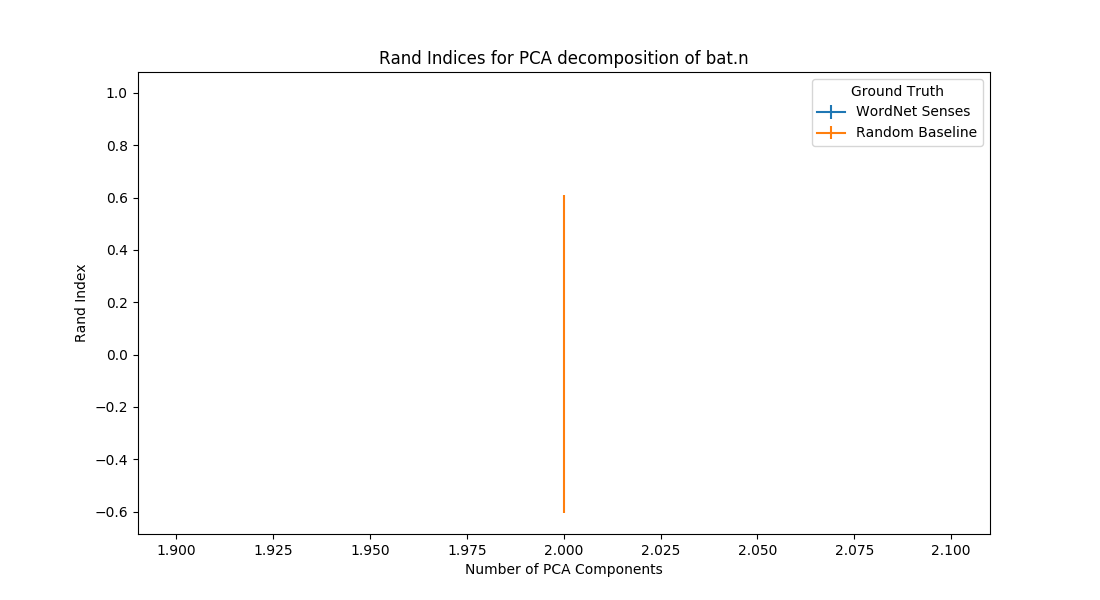 Rand Indices for PCA decomposition of bat.n
Ground Truth
WordNet Senses
Random Baseline
Rand Index
1.0
0.8
0.6
0.4
0.2
0.0
−0.2
−0.4
−0.6
1.900 1.925 1.950 1.975 2.000 2.025 2.050 2.075 2.100
Number of PCA Components